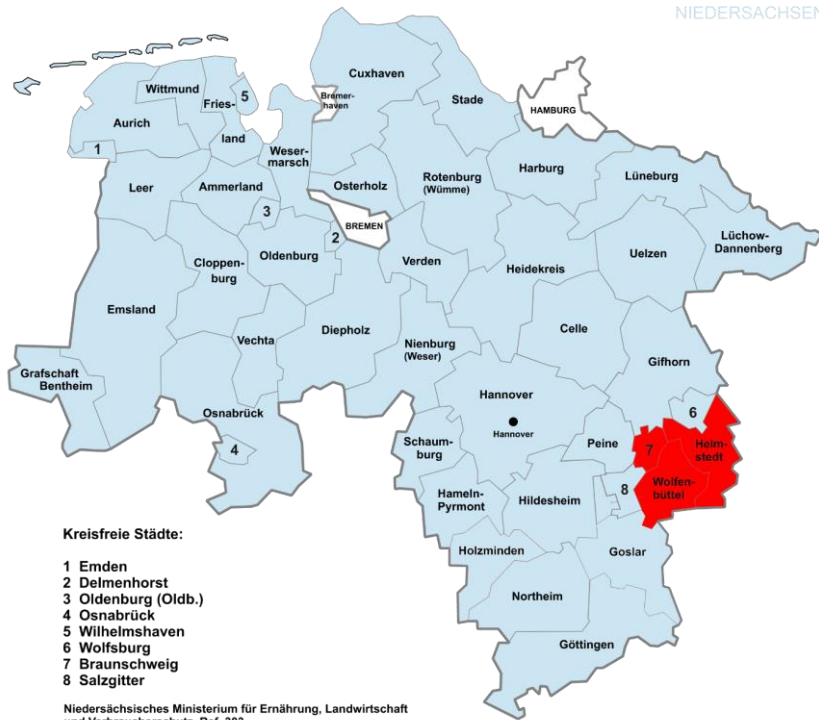 NIEDERSACHSEN
Cuxhaven
Wittmund
Fries-
land
5
Bremer-
haven
Stade
HAMBURG
Aurich
1
Weser-
marsch
Rotenburg
(Wümme)
Harburg
Lüneburg
Leer
Ammerland
Osterholz
3
2
BREMEN
Lüchow-
Dannenberg
Cloppen-
burg
Oldenburg
Verden
Heidekreis
Uelzen
Emsland
Vechta
Diepholz
Nienburg
(Weser)
Celle
Gifhorn
Grafschaft
Bentheim
Osnabrück
4
Hannover
Hannover
6
Schaum-
burg
Peine
7
Helm-
stedt
Wolfen-
büttel
8
Hameln-
Pyrmont
Hildesheim
Holzminden
Goslar
Northeim
Göttingen
Kreisfreie Städte:
1 Emden
2 Delmenhorst
3 Oldenburg (Oldb.)
4 Osnabrück
5 Wilhelmshaven
6 Wolfsburg
7 Braunschweig
8 Salzgitter
Niedersächsisches Ministerium für Ernährung, Landwirtschaft